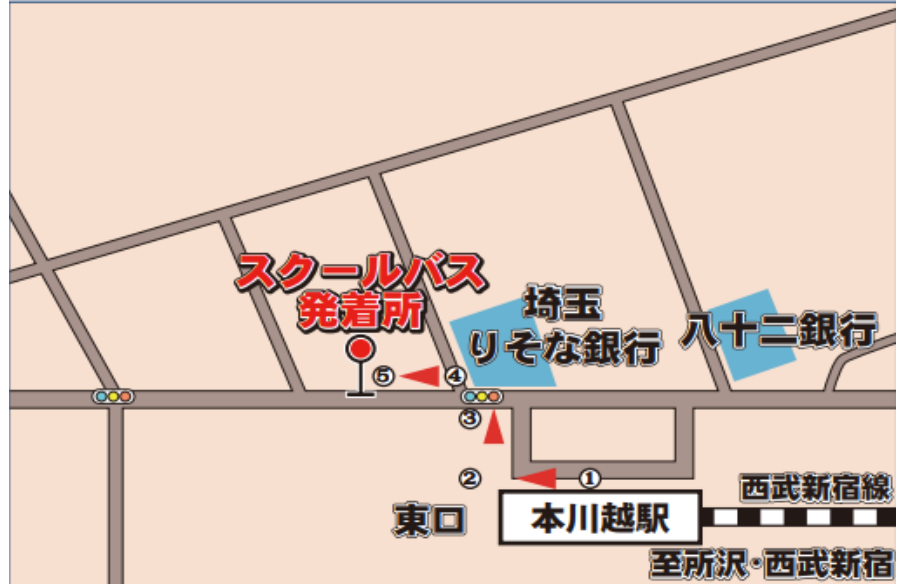 スクールバス
発着所
埼玉
りそな銀行
八十二銀行
⑤
④
③
②
①
東口
本川越駅
西武新宿線
至所沢・西武新宿